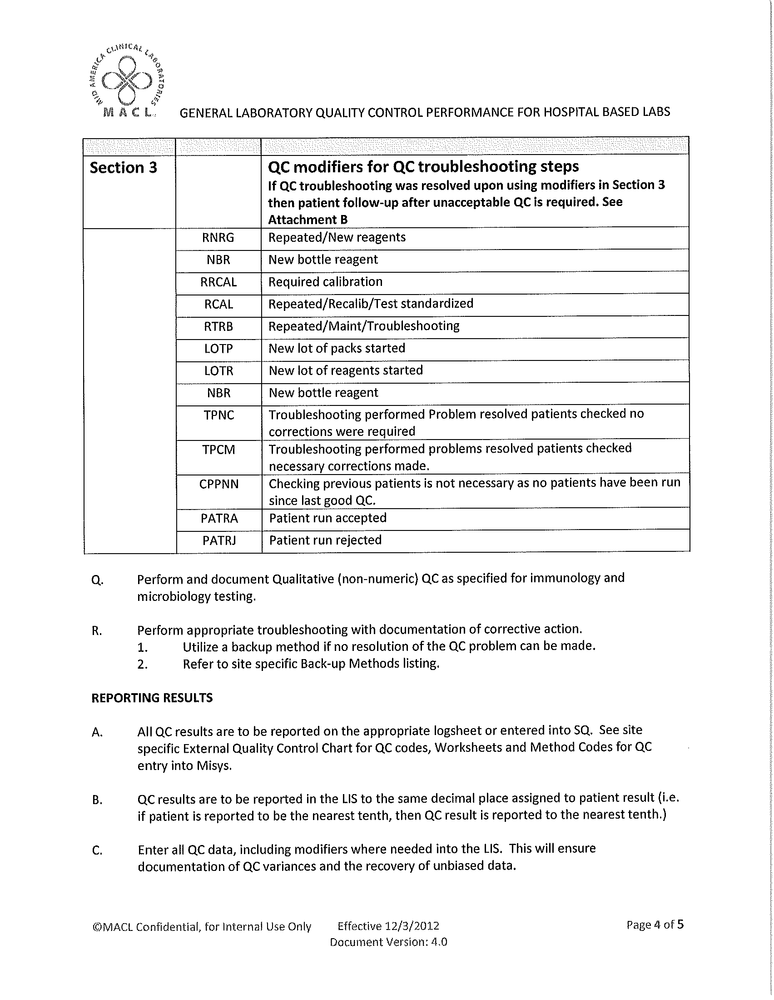 MID AMERICA CLINICAL LABORATORIES
MACL
GENERAL LABORATORY QUALITY CONTROL PERFORMANCE FOR HOSPITAL BASED LABS
Section 3
QC modifiers for QC troubleshooting steps
If QC troubleshooting was resolved upon using modifiers in Section 3
then patient follow-up after unacceptable QC is required. See
Attachment B
RNRG Repeated/New reagents
NBR New bottle reagent
RRCAL Required calibration
RCAL Repeated/Recalib/Test standardized
RTRB Repeated/Maint/Troubleshooting
LOTP New lot of packs started
LOTR New lot of reagents started
NBR New bottle reagent
TPNC Troubleshooting performed Problem resolved patients checked no
corrections were required
TPCM Troubleshooting performed problems resolved patients checked
necessary corrections made.
CPPNN Checking previous patients is not necessary as no patients have been run
since last good QC.
PATRA Patient run accepted
PATRJ Patient run rejected
Q. Perform and document Qualitative (non-numeric) QC as specified for immunology and
microbiology testing.
R. Perform appropriate troubleshooting with documentation of corrective action.
1. Utilize a backup method if no resolution of the QC problem can be made.
2. Refer to site specific Back-up Methods listing.
REPORTING RESULTS
A. All QC results are to be reported on the appropriate logsheet or entered into SQ. See site
specific External Quality Control Chart for QC codes, Worksheets and Method Codes for QC
entry into Misys.
B. QC results are to be reported in the LIS to the same decimal place assigned to patient result (i.e.
if patient is reported to be the nearest tenth, then QC result is reported to the nearest tenth.)
C. Enter all QC data, including modifiers where needed into the LIS. This will ensure
documentation of QC variances and the recovery of unbiased data.
©MACL Confidential, for Internal Use Only Effective 12/3/2012 Page 4 of 5
Document Version: 4.0